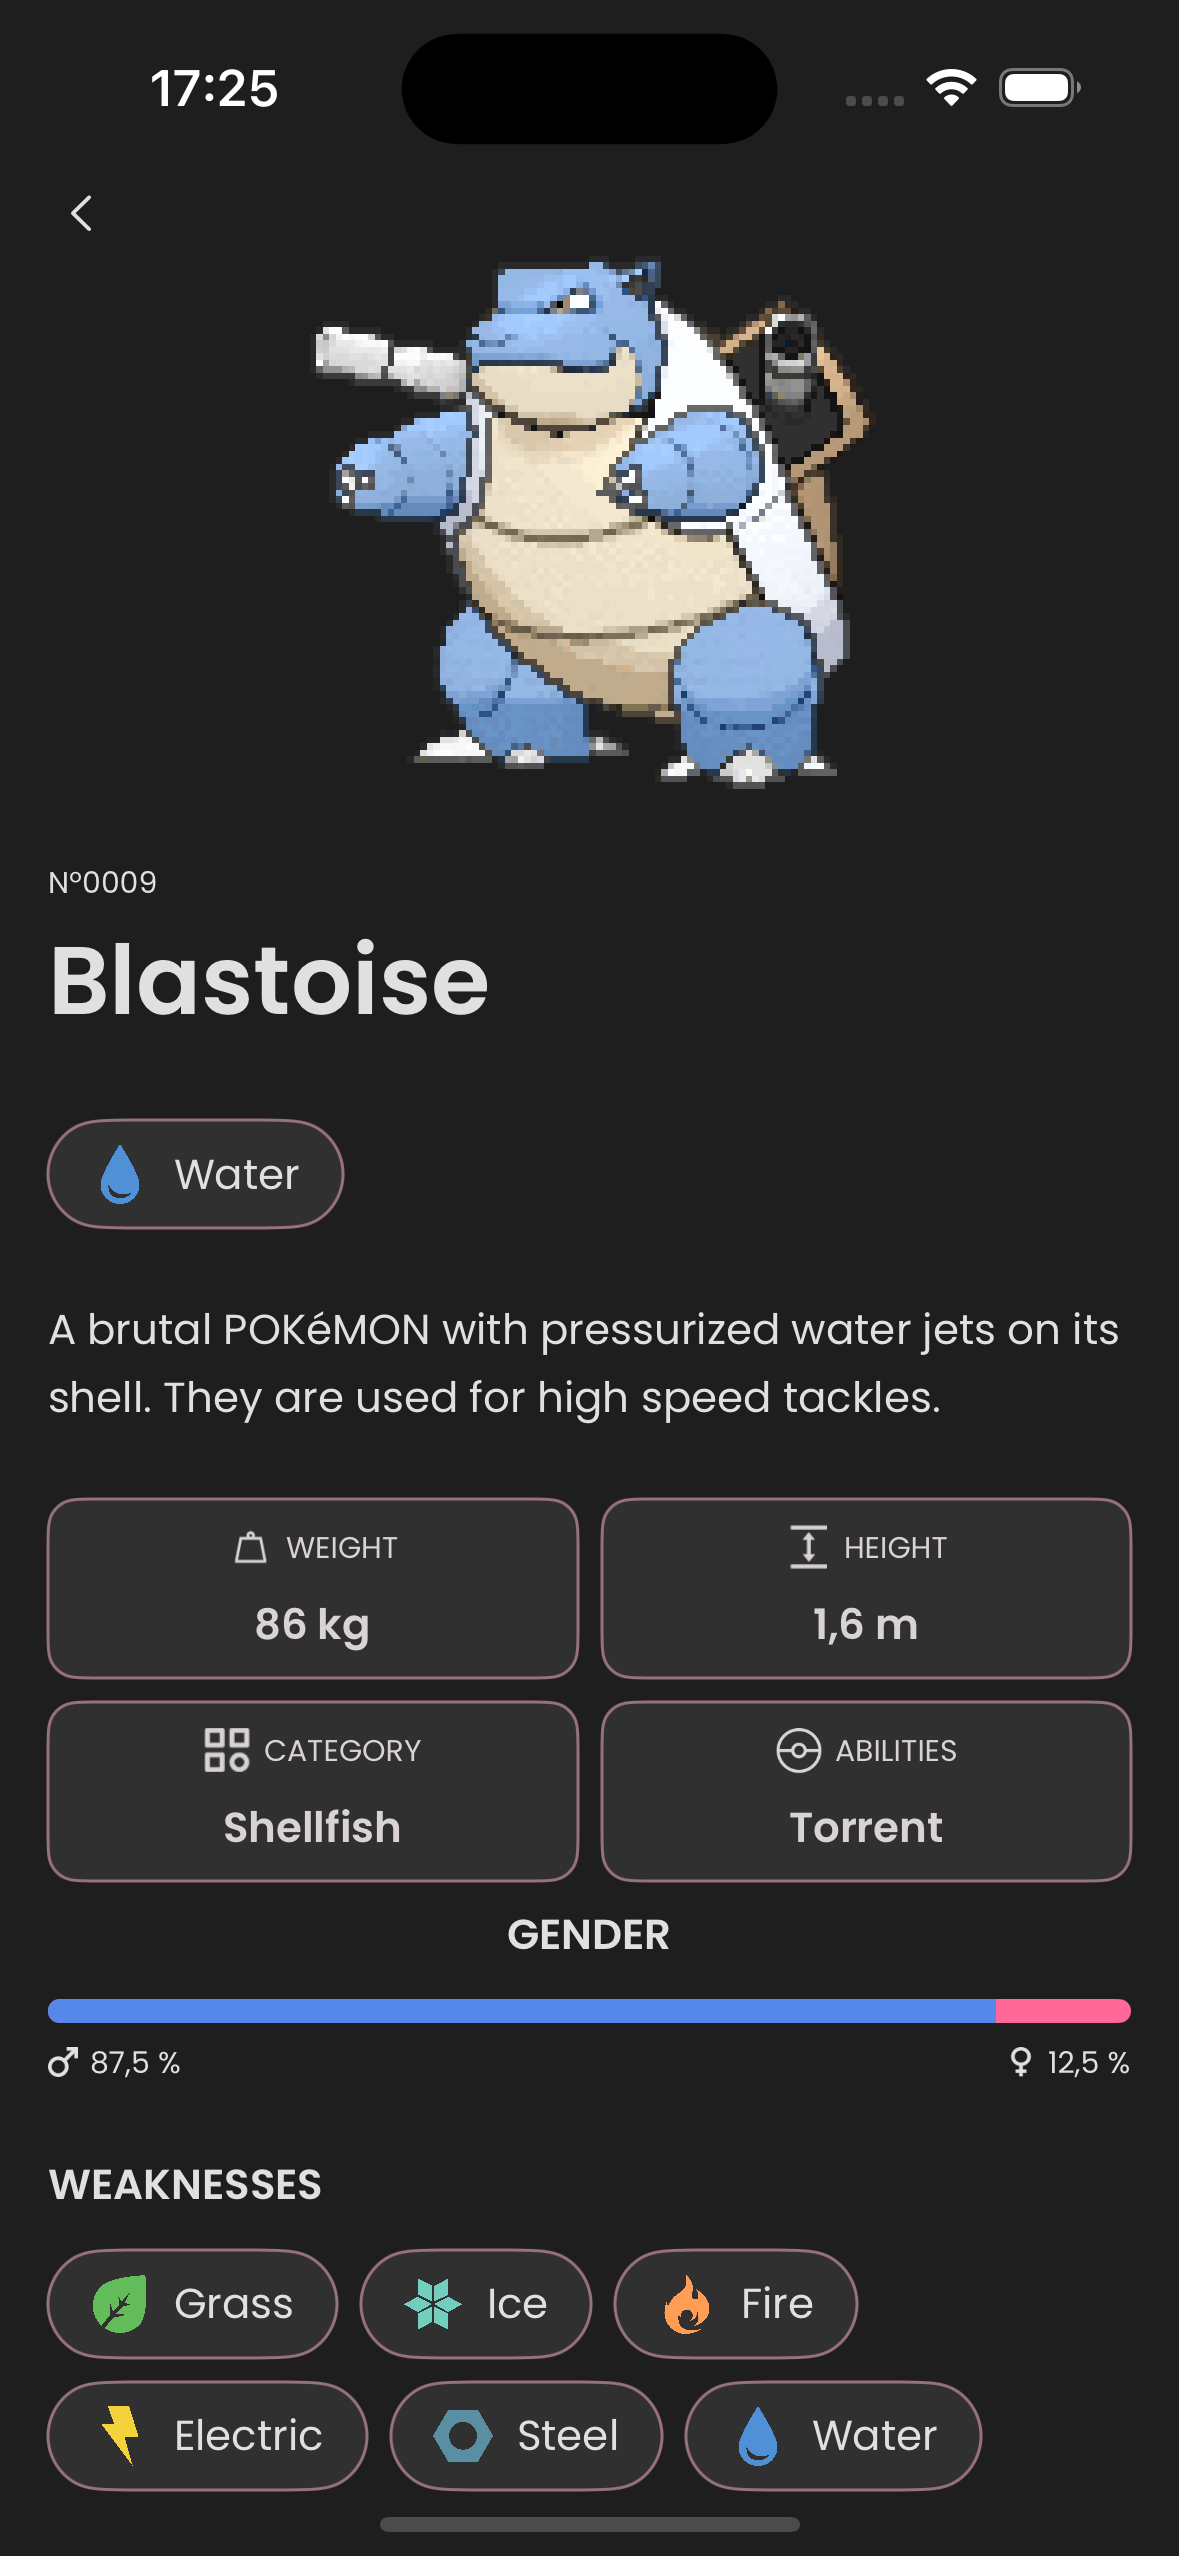 17:25
Nº0009
Blastoise
Water
A brutal POKéMON with pressurized water jets on its
shell. They are used for high speed tackles.
WEIGHT
86 kg
HEIGHT
1,6 m
CATEGORY
Shellfish
ABILITIES
Torrent
GENDER
♂ 87,5 %
♀ 12,5 %
WEAKNESSES
Grass
Ice
Fire
Electric
Steel
Water